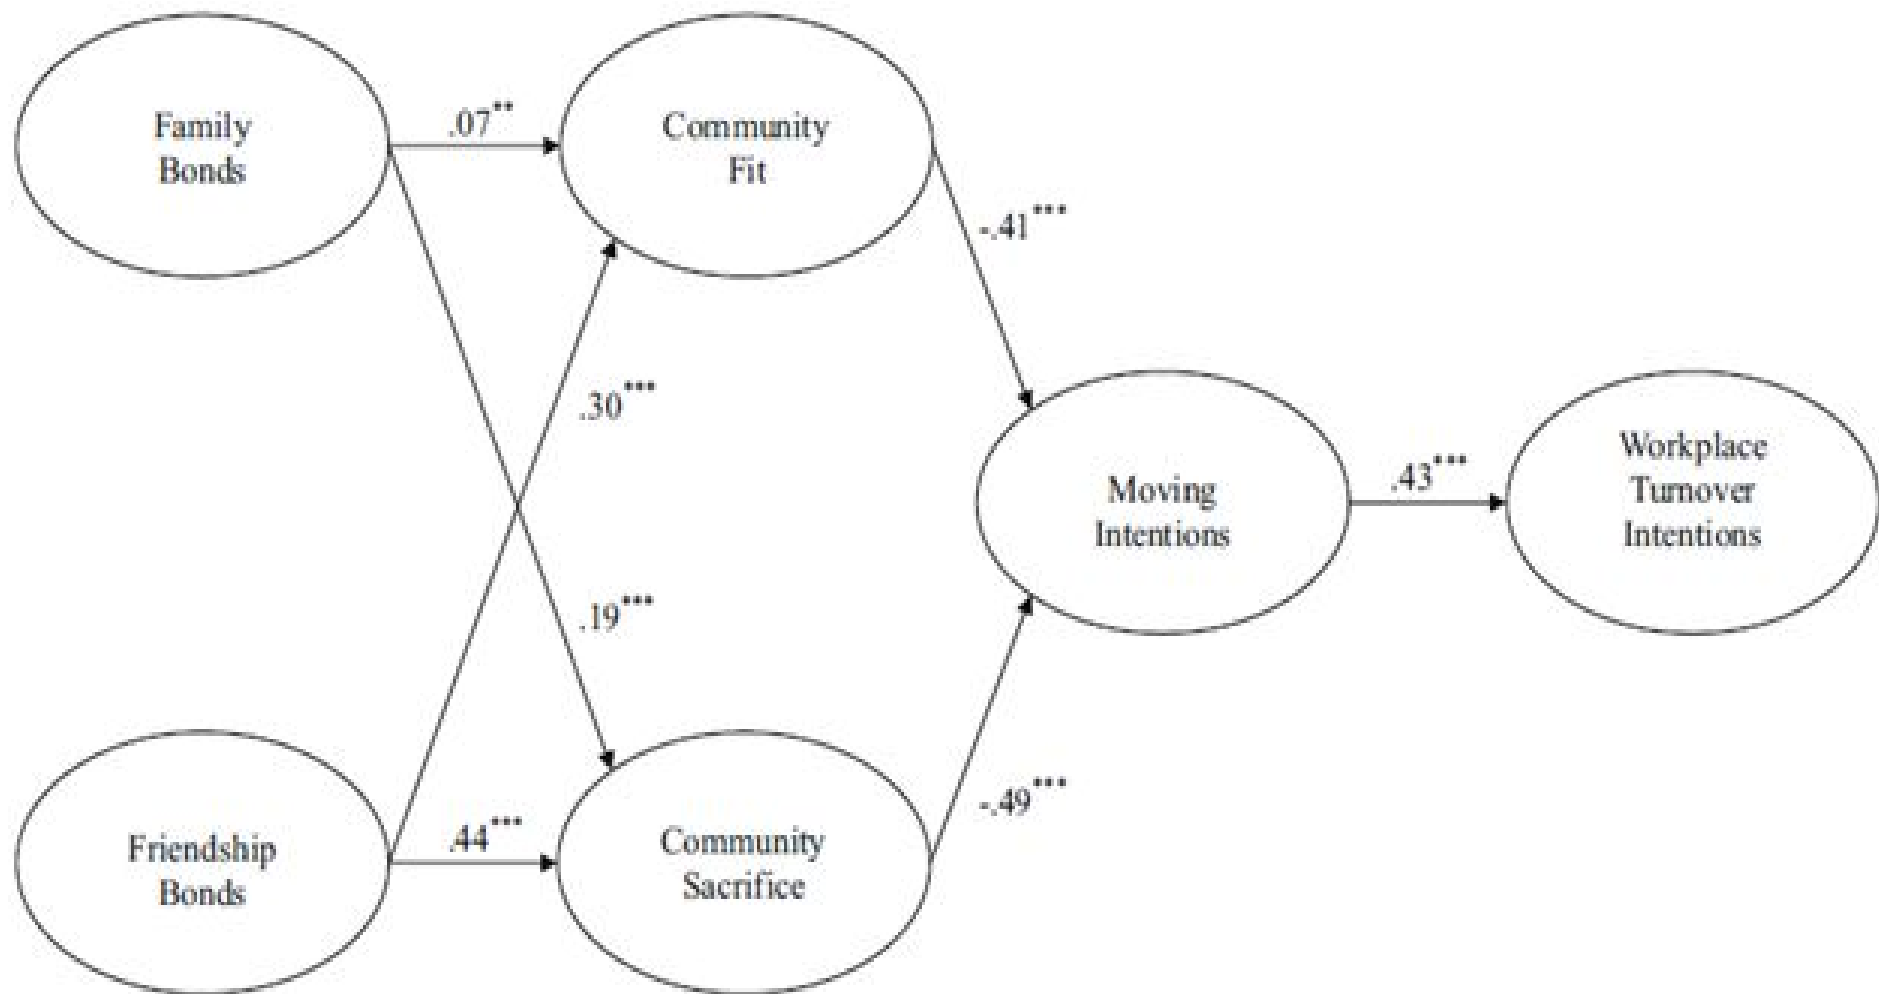 Family
Bonds
.07**
Community
Fit
-.41***
.30***
.19***
Moving
Intentions
.43***
Workplace
Turnover
Intentions
Friendship
Bonds
.44***
Community
Sacrifice
-.49***